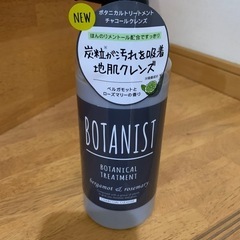 NEW
ボタニカルトリートメント
チャコールクレンズ
ほんのりメントール配合ですっきり
炭粒が汚れを吸着
地肌クレンズ
ベルガモットと
ローズマリーの香り
BOTANIST
BOTANICAL
TREATMENT
bergamot & rosemary